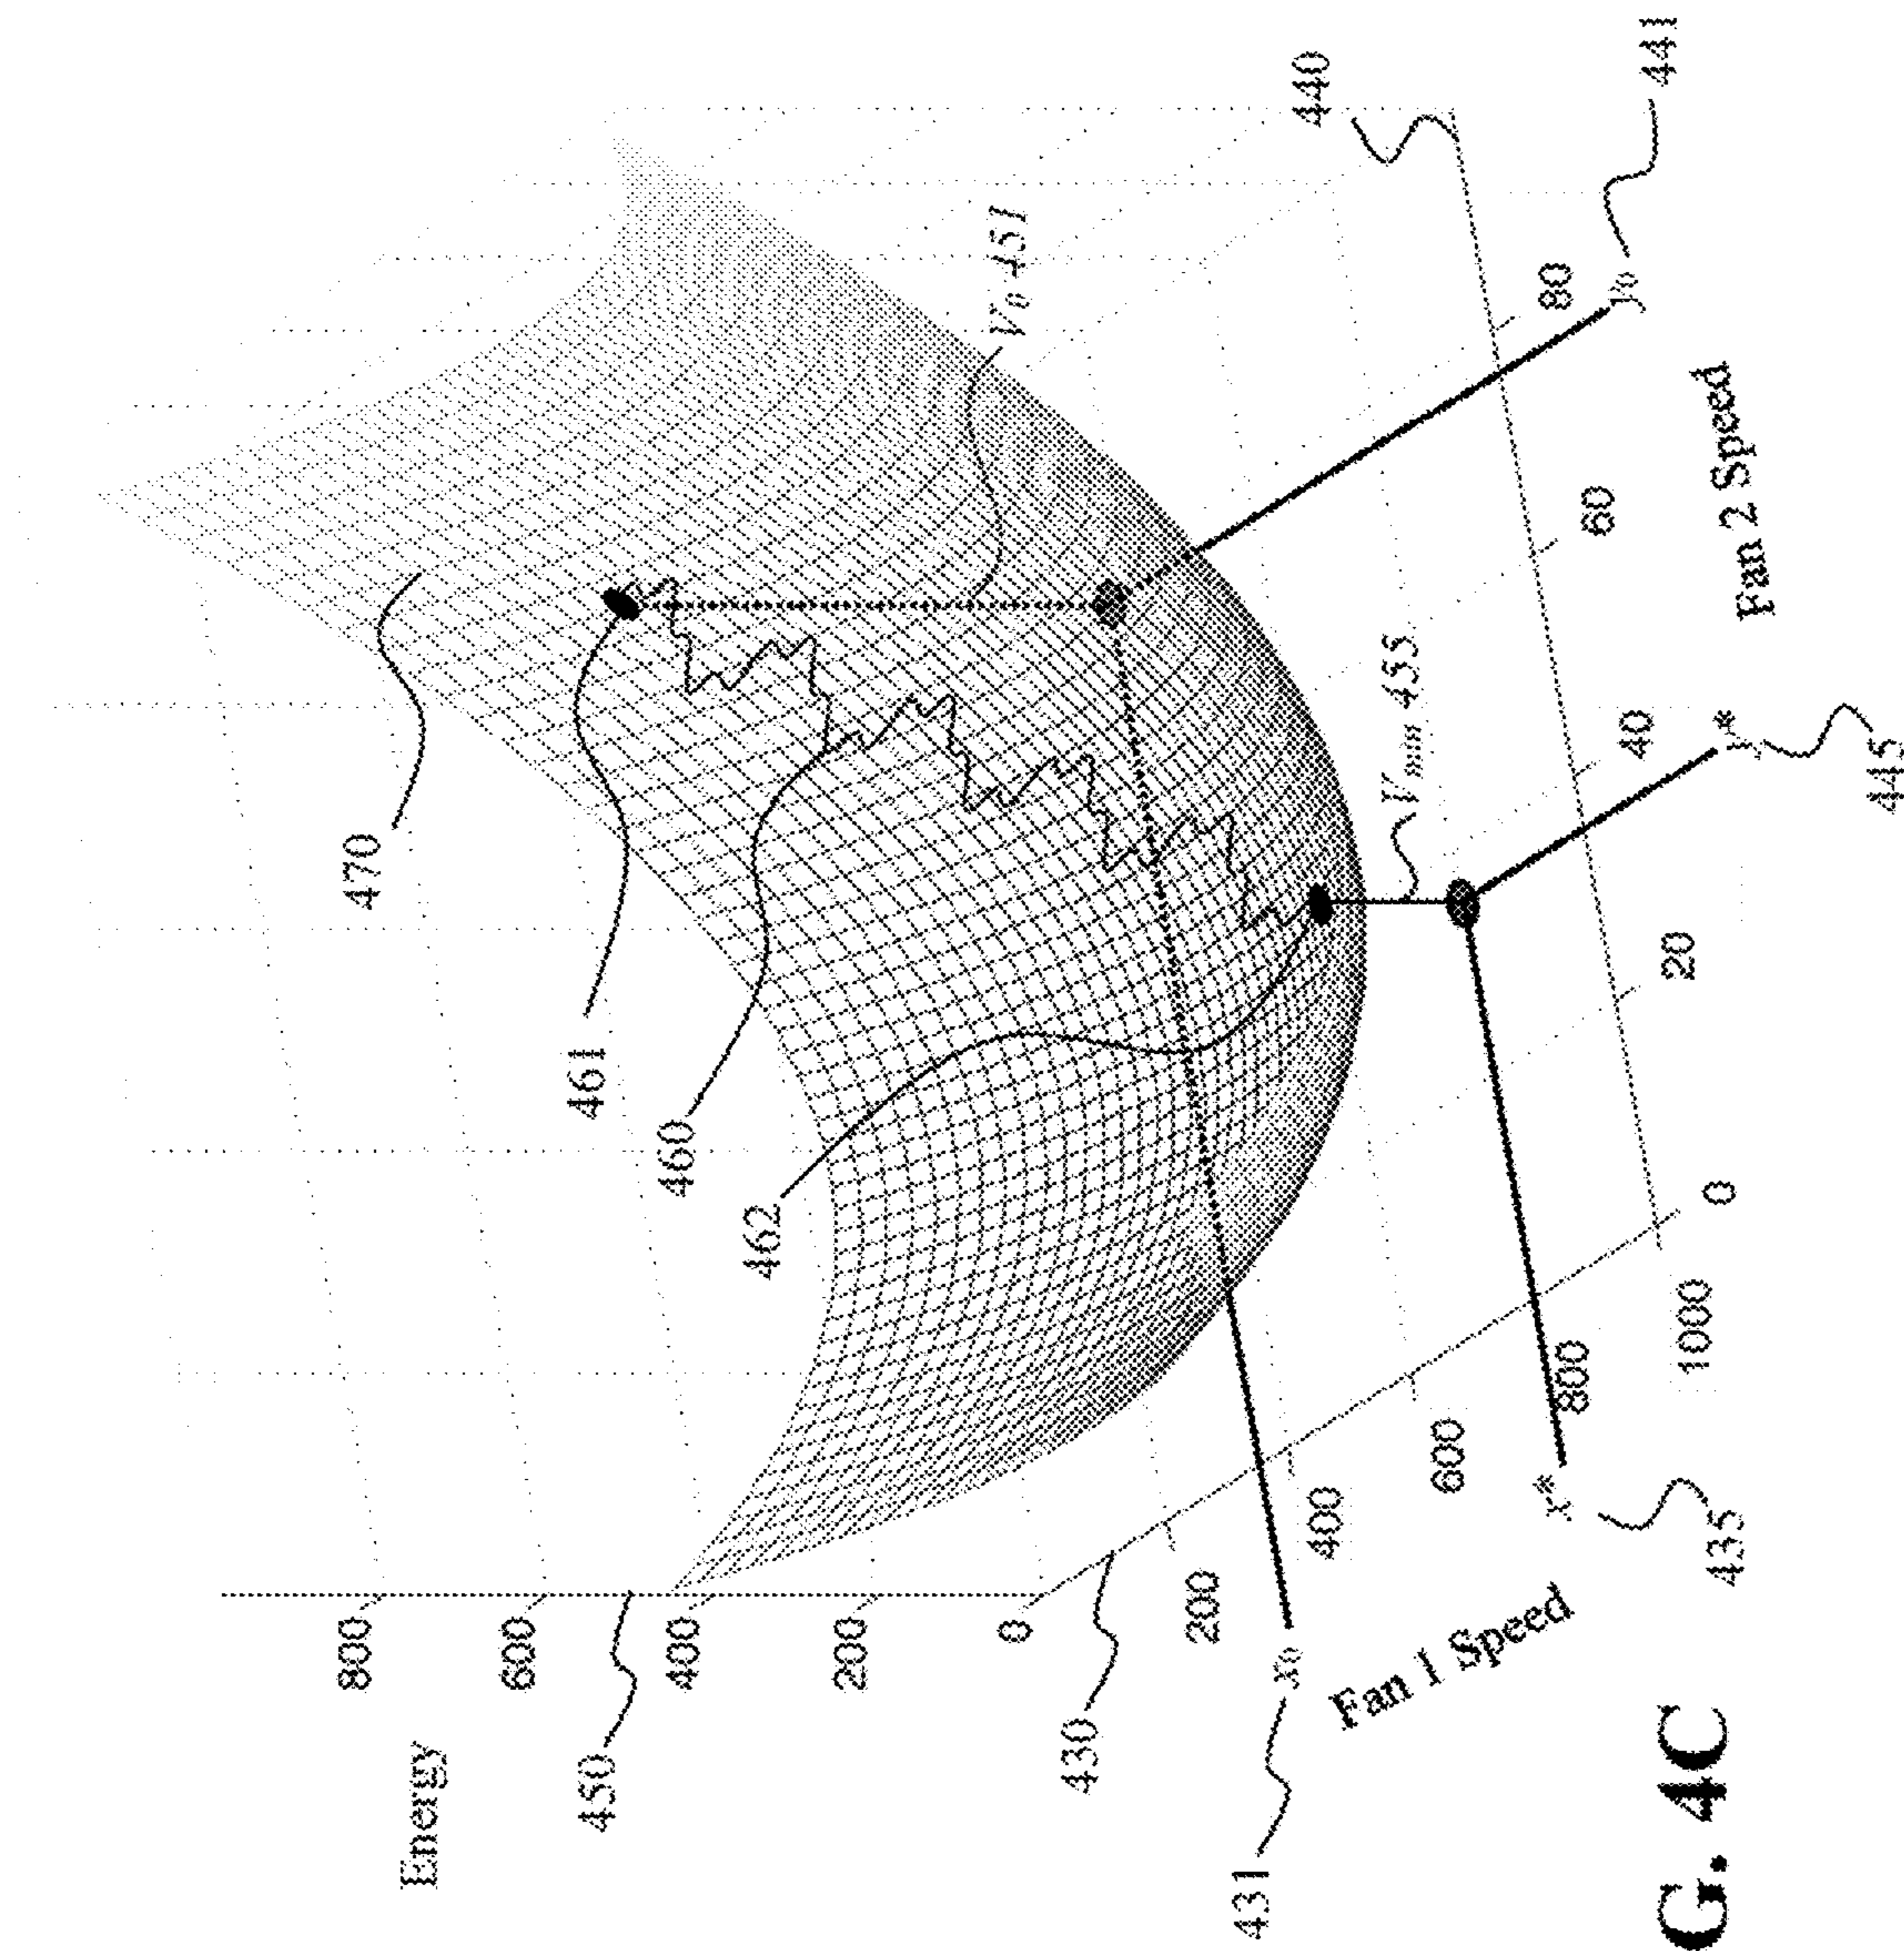 Energy
800
600
400
200
0
450
430
431
x₀
Fan 1 Speed
200
400
600
800
1000
x*
435
470
461
460
462
V₀ 451
V_min 455
0
20
40
60
80
Fan 2 Speed
y*
445
y₀
441
440
G. 4C